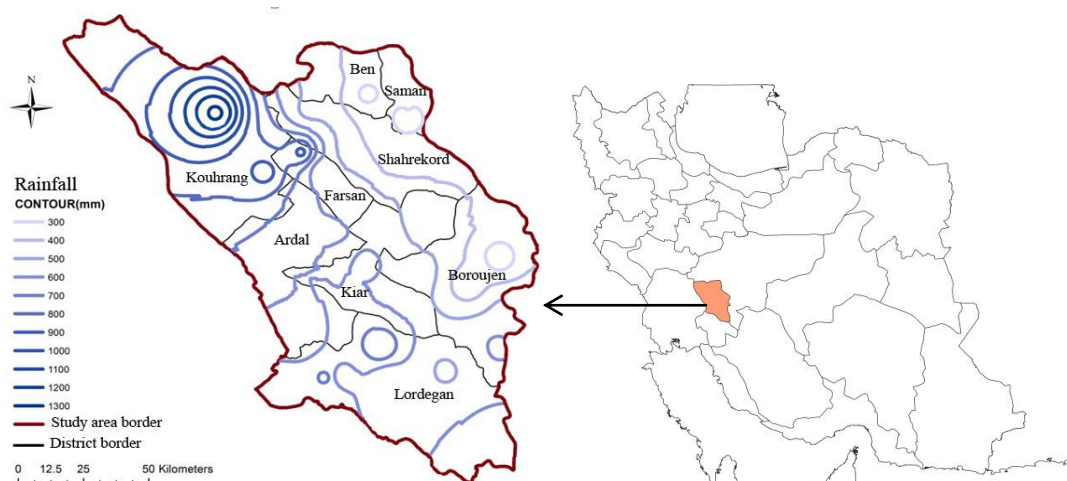 N
Ben
Saman
Shahrekord
Kouhrang
Farsan
Ardal
Boroujen
Kiar
Lordegan
Rainfall
CONTOUR(mm)
300
400
500
600
700
800
900
1000
1100
1200
1300
Study area border
District border
0 12.5 25 50 Kilometers